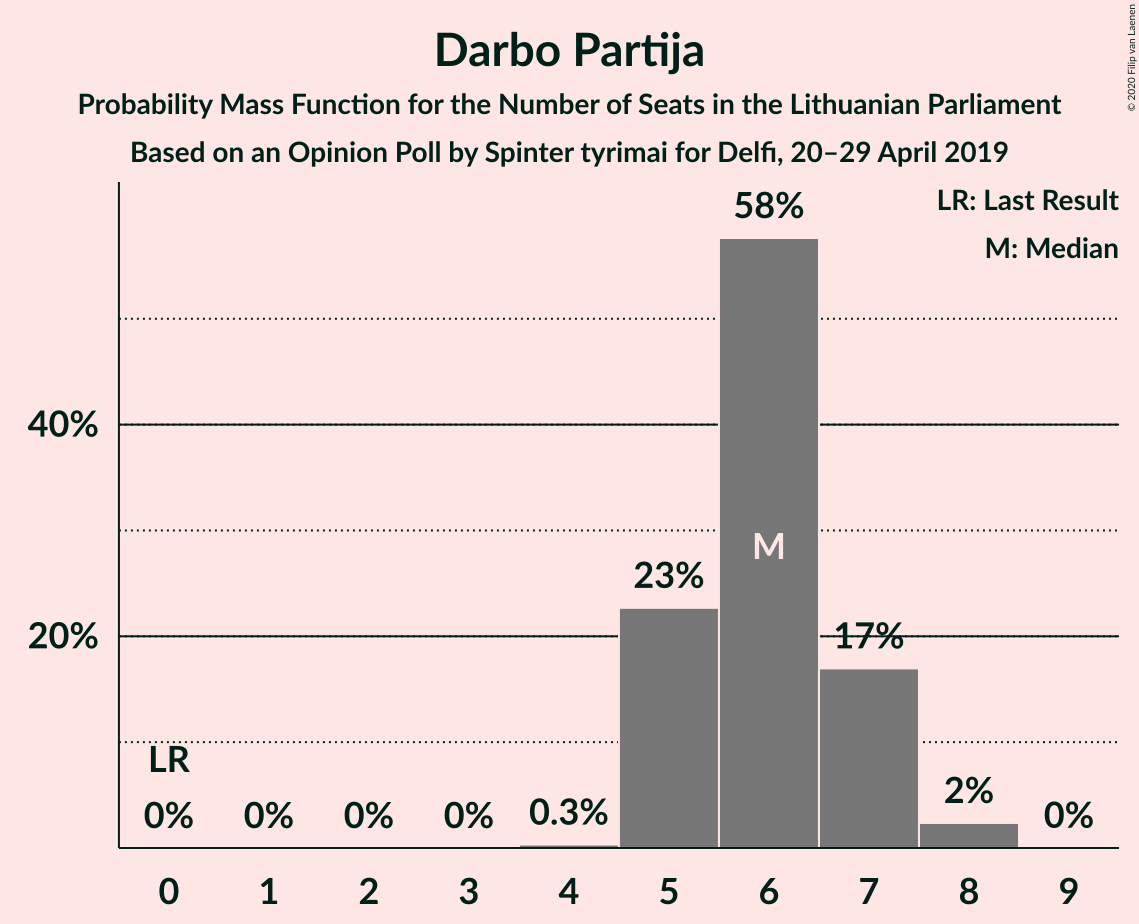 Darbo Partija
Probability Mass Function for the Number of Seats in the Lithuanian Parliament
Based on an Opinion Poll by Spinter tyrimai for Delfi, 20–29 April 2019
© 2020 Filip van Laenen
LR: Last Result
M: Median
58%
40%
M
23%
20%
17%
LR
0%
0%
0%
0%
0.3%
2%
0%
0 1 2 3 4 5 6 7 8 9